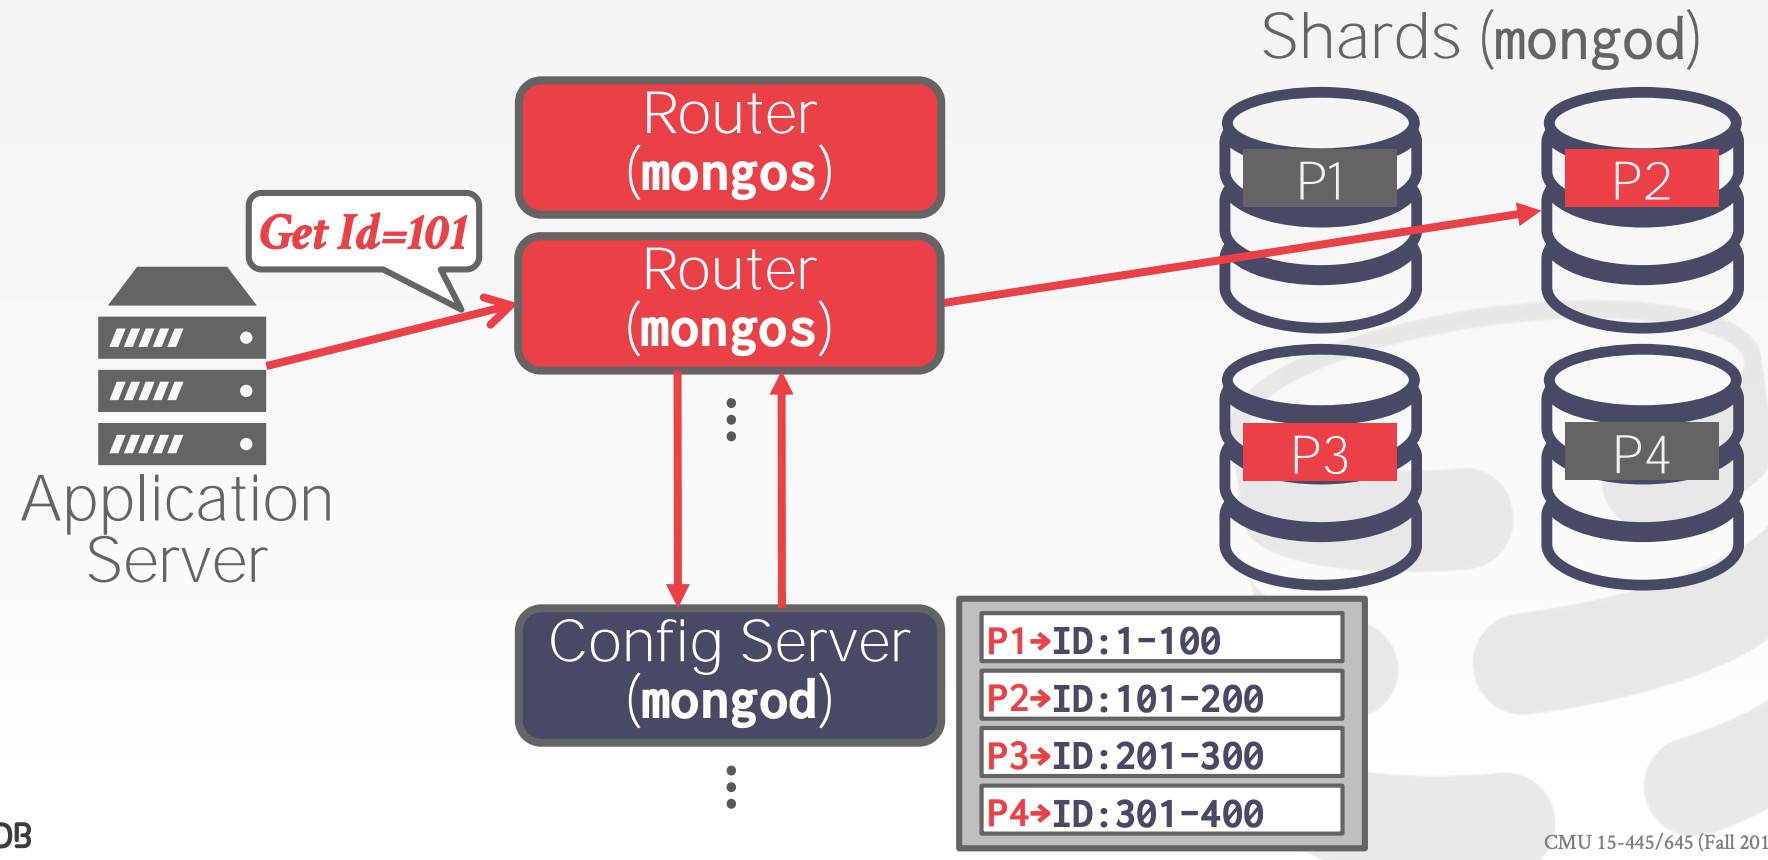 Shards (mongod)
Router
(mongos)
P1
P2
Get Id=101
Router
(mongos)
P3
P4
Application
Server
Config Server
(mongod)
P1→ID:1-100
P2→ID:101-200
P3→ID:201-300
P4→ID:301-400
DB
CMU 15-445/645 (Fall 201